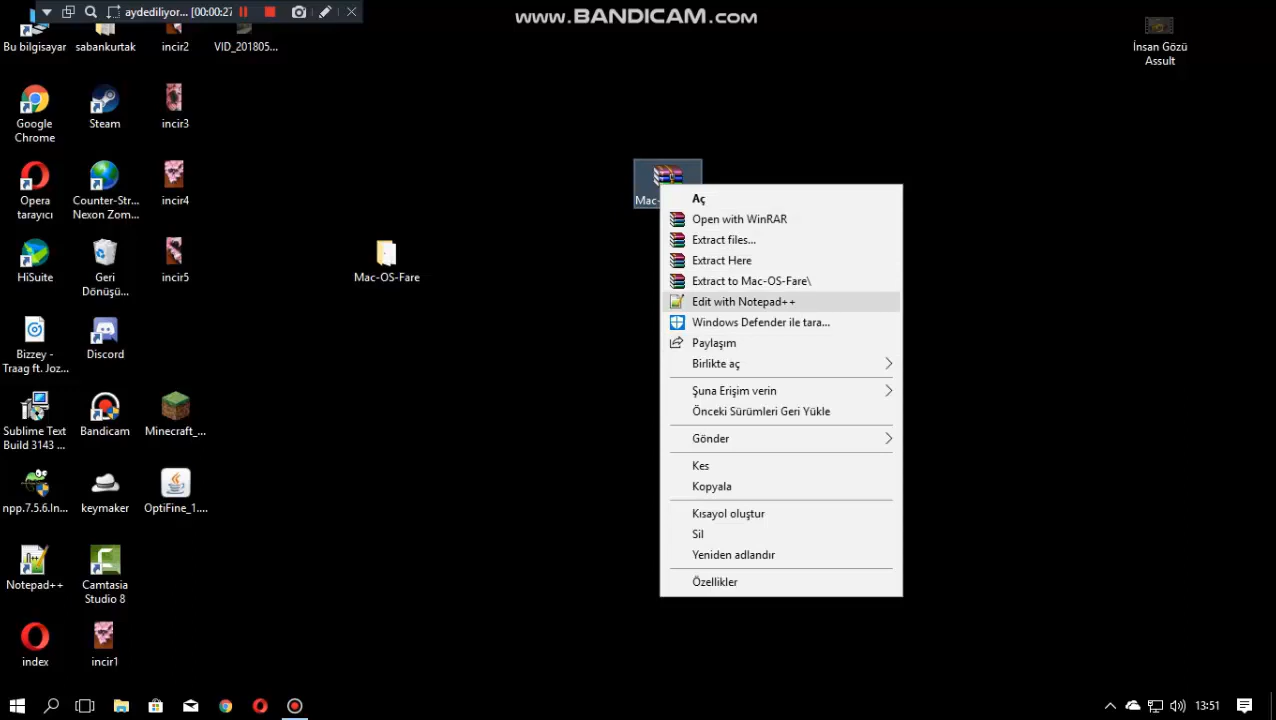 aydediliyor... [00:00:27]
www.BANDICAM.com
Bu bilgisayar
sabankurtak
incir2
VID_201805...
İnsan Gözü
Assult
Google
Chrome
Steam
incir3
Opera
tarayıcı
Counter-Str...
Nexon Zom...
incir4
HiSuite
Geri
Dönüşü...
incir5
Mac-OS-Fare
Bizzey -
Traag ft. Joz...
Discord
Sublime Text
Build 3143 ...
Bandicam
Minecraft_...
npp.7.5.6.In...
keymaker
OptiFine_1....
Notepad++
Camtasia
Studio 8
index
incir1
Mac-
Aç
Open with WinRAR
Extract files...
Extract Here
Extract to Mac-OS-Fare\
Edit with Notepad++
Windows Defender ile tara...
Paylaşım
Birlikte aç
Şuna Erişim verin
Önceki Sürümleri Geri Yükle
Gönder
Kes
Kopyala
Kısayol oluştur
Sil
Yeniden adlandır
Özellikler
13:51